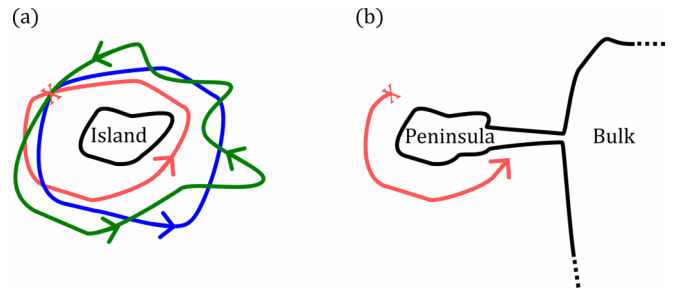 (a)
(b)
X
X
Island
Peninsula
Bulk